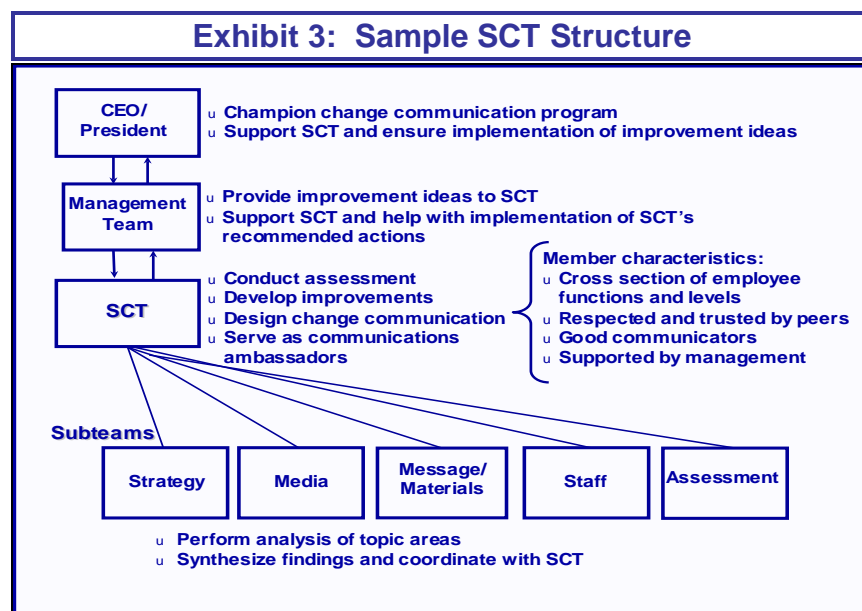 Exhibit 3: Sample SCT Structure
CEO/
President
u Champion change communication program
u Support SCT and ensure implementation of improvement ideas
Management
Team
u Provide improvement ideas to SCT
u Support SCT and help with implementation of SCT's
recommended actions
SCT
u Conduct assessment
u Develop improvements
u Design change communication
u Serve as communications
ambassadors
Member characteristics:
u Cross section of employee
functions and levels
u Respected and trusted by peers
u Good communicators
u Supported by management
Subteams
Strategy
Media
Message/
Materials
Staff
Assessment
u Perform analysis of topic areas
u Synthesize findings and coordinate with SCT